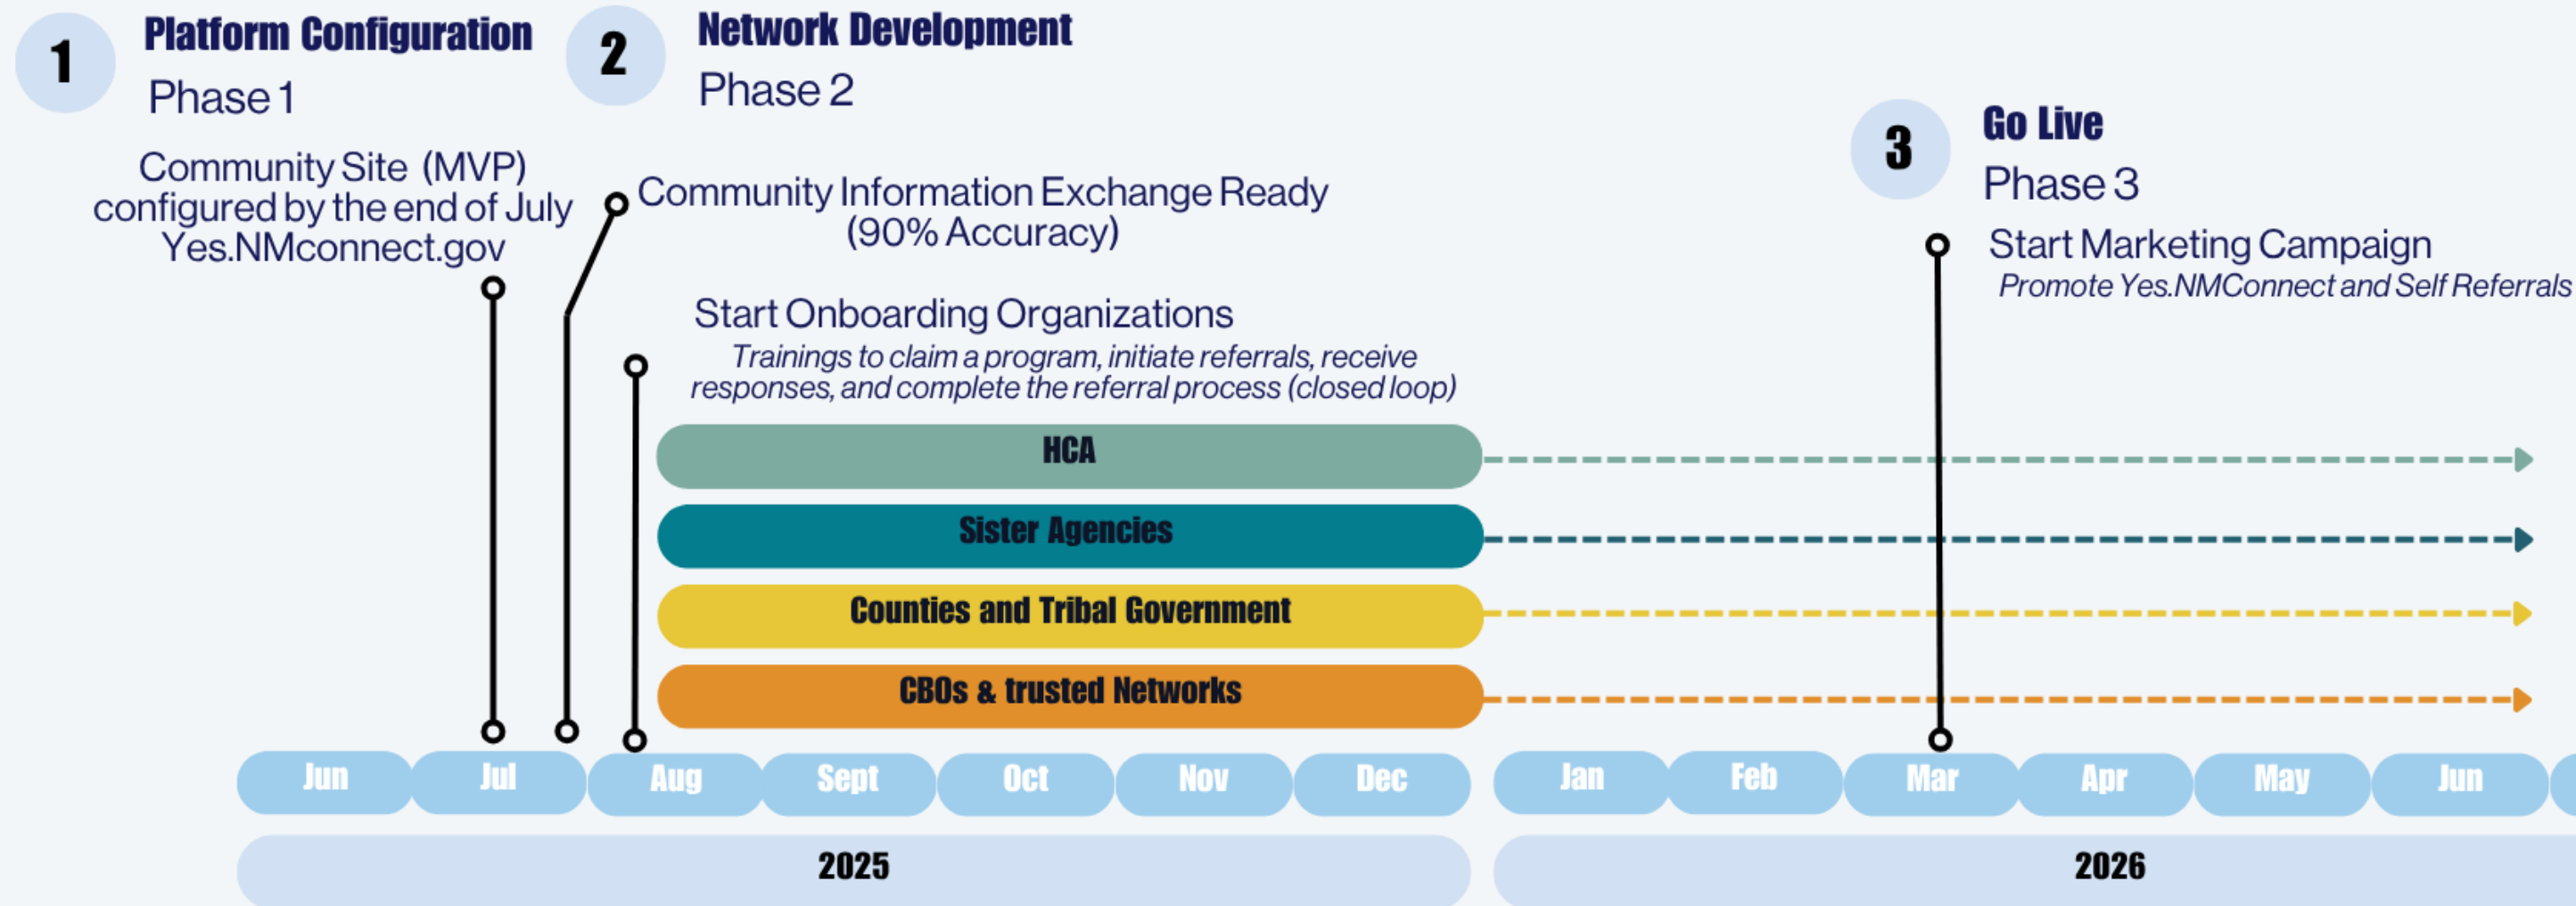 1
Platform Configuration
Phase 1
Community Site (MVP)
configured by the end of July
Yes.NMconnect.gov
2
Network Development
Phase 2
Community Information Exchange Ready
(90% Accuracy)
Start Onboarding Organizations
Trainings to claim a program, initiate referrals, receive
responses, and complete the referral process (closed loop)
3
Go Live
Phase 3
Start Marketing Campaign
Promote Yes.NMConnect and Self Referrals
HCA
Sister Agencies
Counties and Tribal Government
CBOs & trusted Networks
Jun Jul Aug Sept Oct Nov Dec Jan Feb Mar Apr May Jun
2025 2026